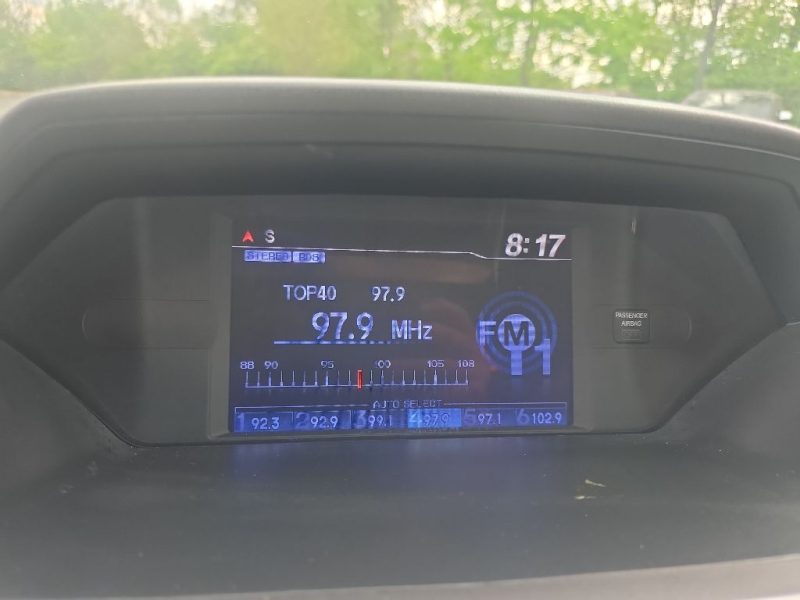 S 8:17
STEREO RDS
TOP40 97.9
97.9 MHz
FM1
88 90 95 100 105 108
AUTO SELECT
1 92.3 2 92.9 3 99.1 4 97.9 5 97.1 6 102.9
PASSENGER
AIRBAG